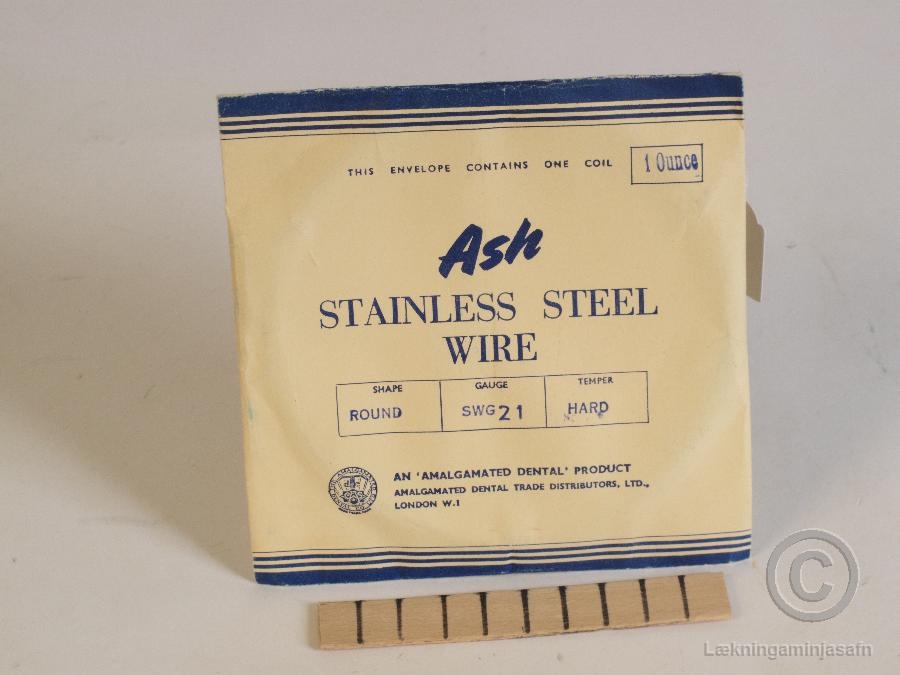 THIS ENVELOPE CONTAINS ONE COIL 1 Ounce
Ash
STAINLESS STEEL
WIRE
SHAPE GAUGE TEMPER
ROUND SWG 21 HARD
AN 'AMALGAMATED DENTAL' PRODUCT
AMALGAMATED DENTAL TRADE DISTRIBUTORS, LTD.,
LONDON W.1
©
Lækningaminjasafn